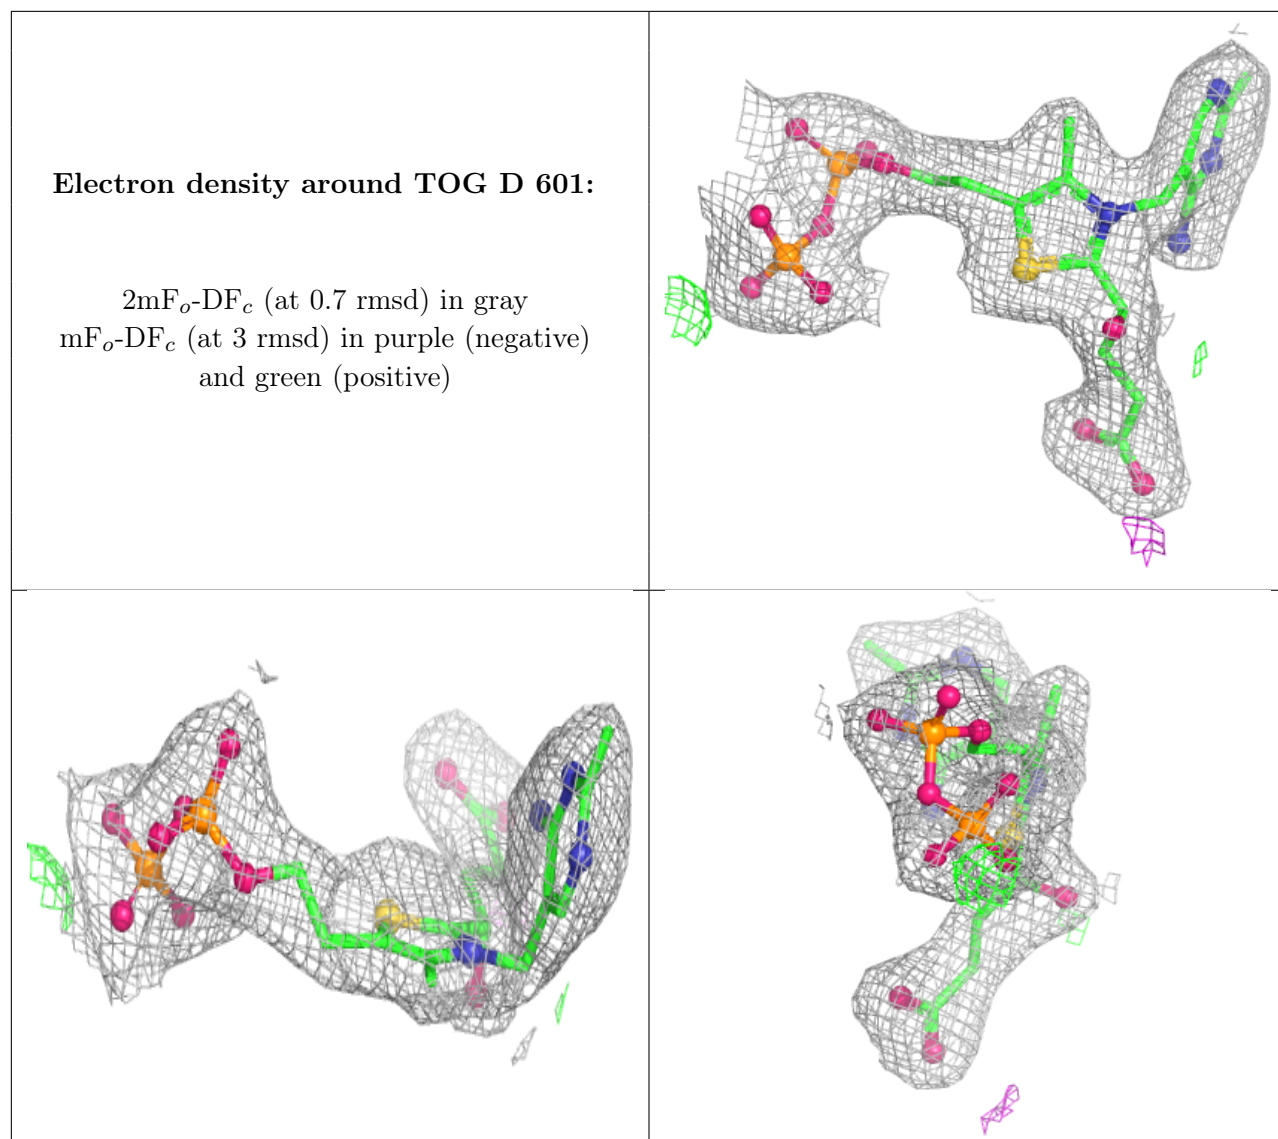 Electron density around TOG D 601:
2mFo-DFc (at 0.7 rmsd) in gray
mFo-DFc (at 3 rmsd) in purple (negative)
and green (positive)